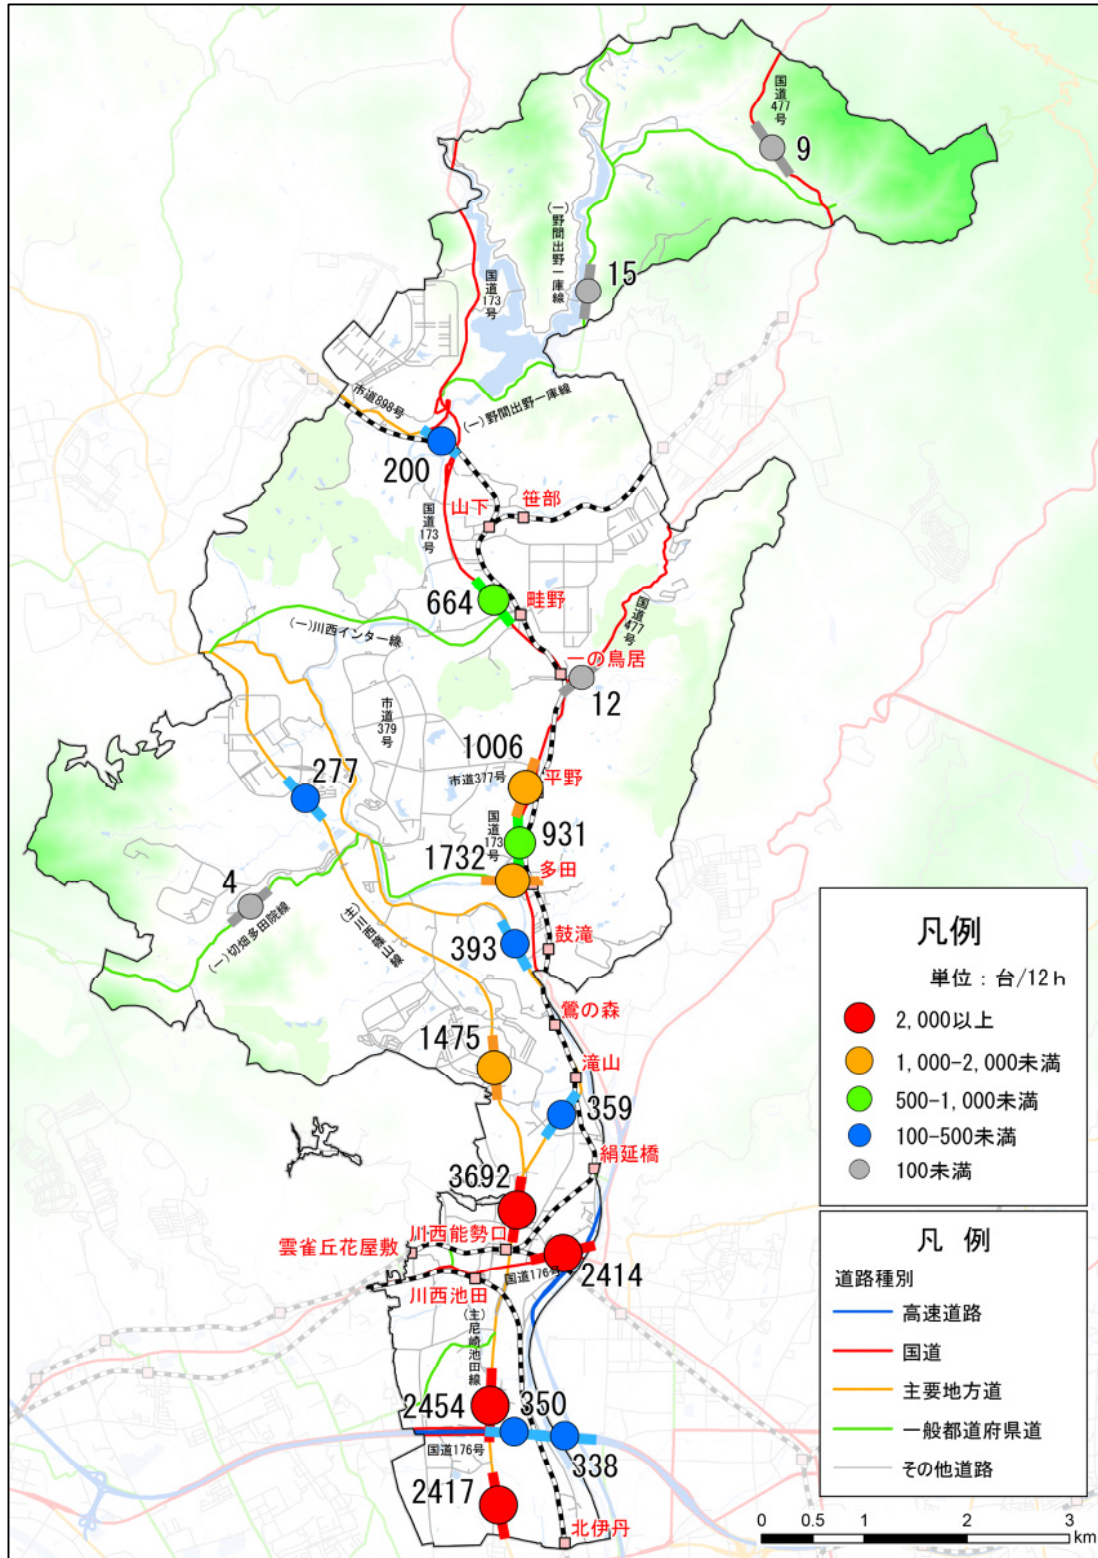 国道477号
9
(一)野間出野一庫線
15
国道173号
市道898号
(一)野間出野一庫線
200
国道173号
山下
笹部
664
畦野
国道477号
(一)川西インター線
一の鳥居
12
市道379号
1006
市道377号
平野
277
国道173号
931
1732
多田
4
(一)切畑多田院線
(主)川西篠山線
393
鼓滝
鶯の森
1475
滝山
359
絹延橋
3692
川西能勢口
雲雀丘花屋敷
国道176号
2414
川西池田
(主)尼崎池田線
2454
350
国道176号
338
2417
北伊丹
凡例
単位：台/12h
2,000以上
1,000-2,000未満
500-1,000未満
100-500未満
100未満
凡 例
道路種別
高速道路
国道
主要地方道
一般都道府県道
その他道路
0 0.5 1 2 3
km